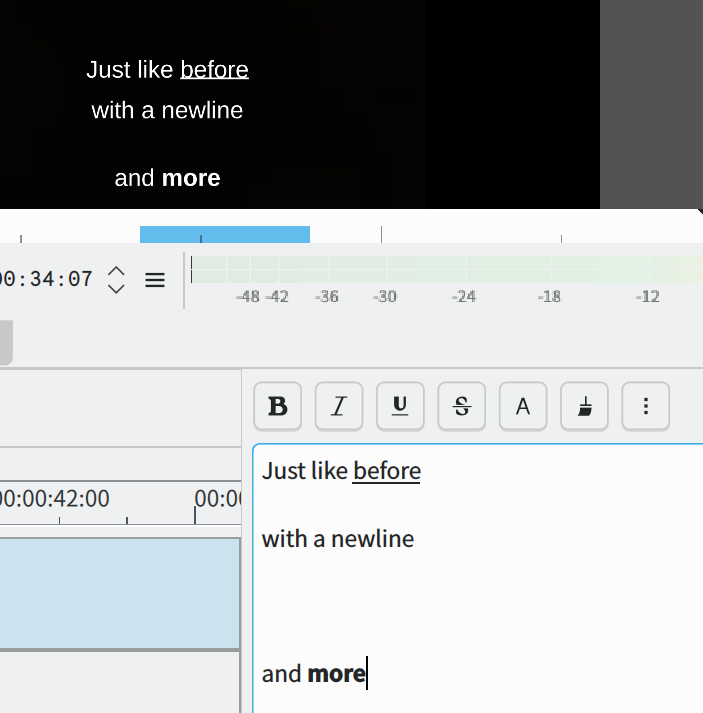 Just like before
with a newline
and more
:34:07
-48 -42 -36 -30 -24 -18 -12
B I U S A
00:00:42:00 00:0
Just like before
with a newline
and more